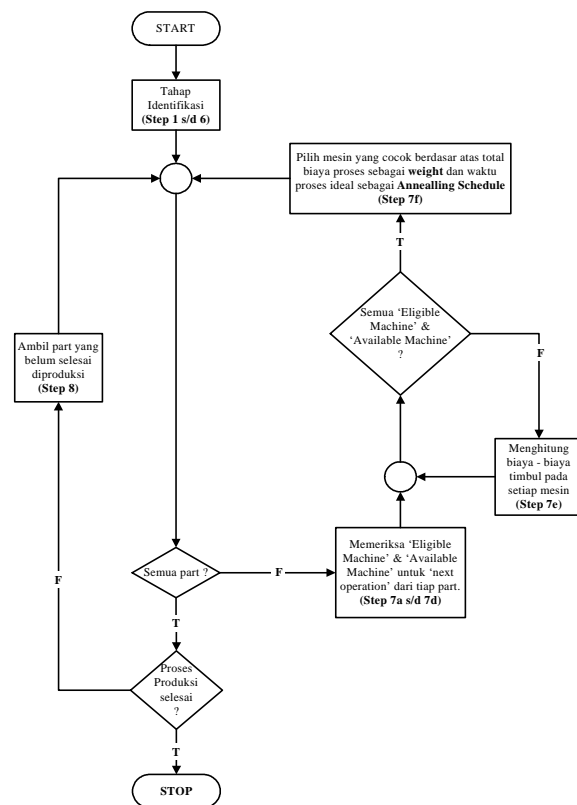 START
Tahap
Identifikasi
(Step 1 s/d 6)
Pilih mesin yang cocok berdasar atas total
biaya proses sebagai weight dan waktu
proses ideal sebagai Annealling Schedule
(Step 7f)
T
Semua ‘Eligible
Machine’ &
‘Available Machine’
?
F
Ambil part yang
belum selesai
diproduksi
(Step 8)
Menghitung
biaya - biaya
timbul pada
setiap mesin
(Step 7e)
Memeriksa ‘Eligible
Machine’ & ‘Available
Machine’ untuk ‘next
operation’ dari tiap part.
(Step 7a s/d 7d)
Semua part ?
F
F
T
Proses
Produksi
selesai
?
T
STOP